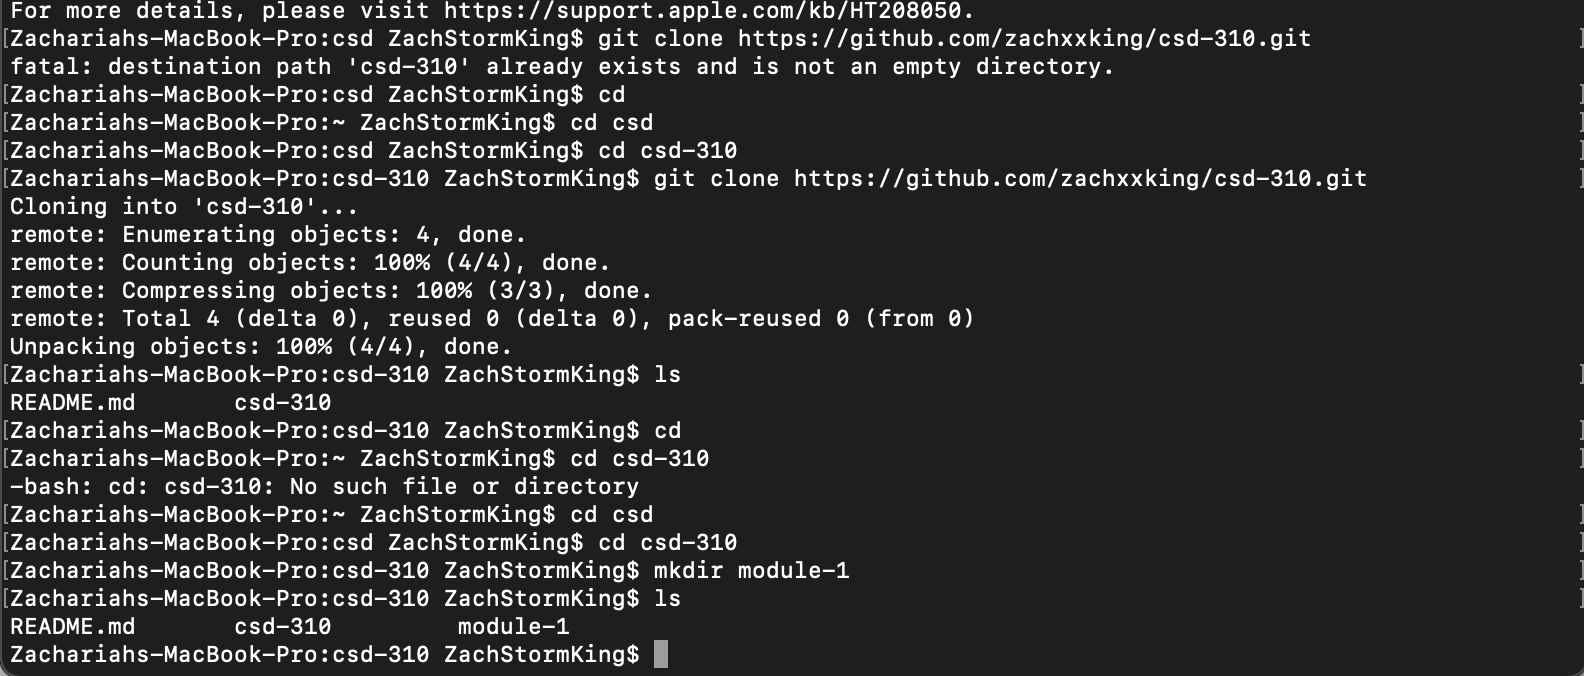 For more details, please visit https://support.apple.com/kb/HT208050.
[Zachariahs-MacBook-Pro:csd ZachStormKing$ git clone https://github.com/zachxxking/csd-310.git ]
fatal: destination path 'csd-310' already exists and is not an empty directory.
[Zachariahs-MacBook-Pro:csd ZachStormKing$ cd ]
[Zachariahs-MacBook-Pro:~ ZachStormKing$ cd csd ]
[Zachariahs-MacBook-Pro:csd ZachStormKing$ cd csd-310 ]
[Zachariahs-MacBook-Pro:csd-310 ZachStormKing$ git clone https://github.com/zachxxking/csd-310.git ]
Cloning into 'csd-310'...
remote: Enumerating objects: 4, done.
remote: Counting objects: 100% (4/4), done.
remote: Compressing objects: 100% (3/3), done.
remote: Total 4 (delta 0), reused 0 (delta 0), pack-reused 0 (from 0)
Unpacking objects: 100% (4/4), done.
[Zachariahs-MacBook-Pro:csd-310 ZachStormKing$ ls ]
README.md csd-310
[Zachariahs-MacBook-Pro:csd-310 ZachStormKing$ cd ]
[Zachariahs-MacBook-Pro:~ ZachStormKing$ cd csd-310 ]
-bash: cd: csd-310: No such file or directory
[Zachariahs-MacBook-Pro:~ ZachStormKing$ cd csd ]
[Zachariahs-MacBook-Pro:csd ZachStormKing$ cd csd-310 ]
[Zachariahs-MacBook-Pro:csd-310 ZachStormKing$ mkdir module-1 ]
[Zachariahs-MacBook-Pro:csd-310 ZachStormKing$ ls ]
README.md csd-310 module-1
Zachariahs-MacBook-Pro:csd-310 ZachStormKing$